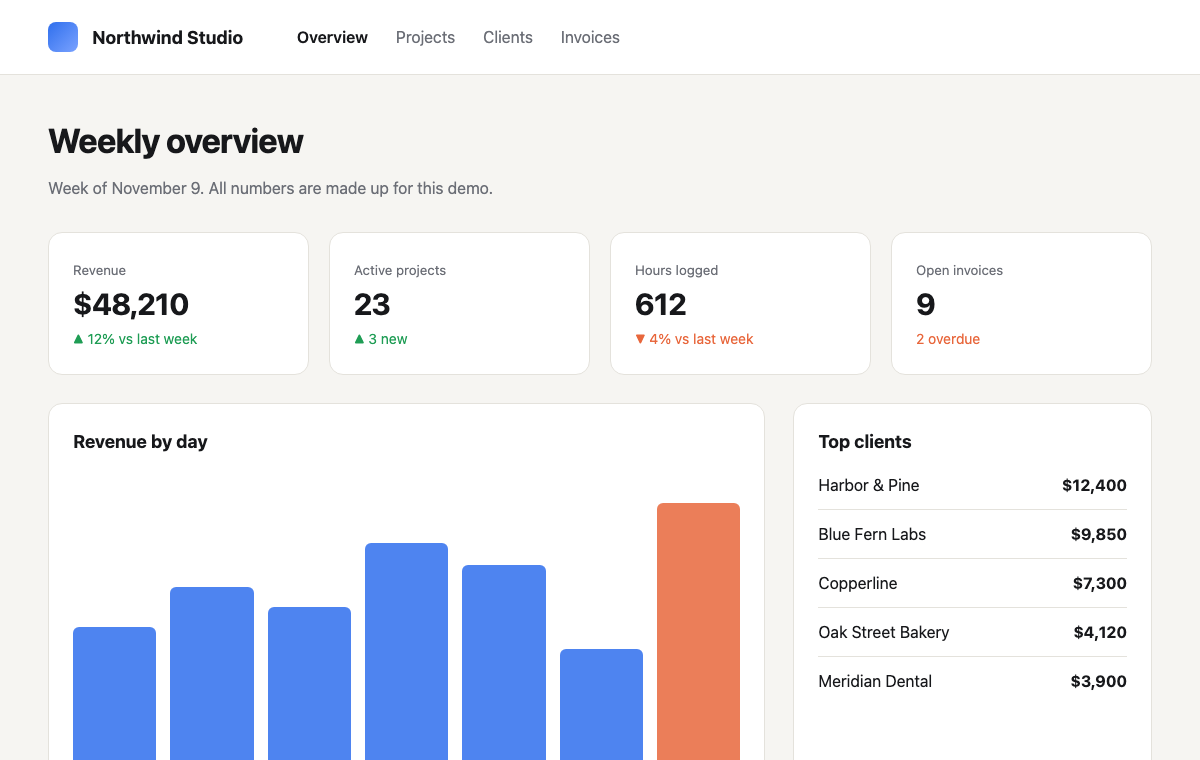 Northwind Studio Overview Projects Clients Invoices
Weekly overview
Week of November 9. All numbers are made up for this demo.
Revenue
$48,210
▲ 12% vs last week
Active projects
23
▲ 3 new
Hours logged
612
▼ 4% vs last week
Open invoices
9
2 overdue
Revenue by day
Top clients
Harbor & Pine $12,400
Blue Fern Labs $9,850
Copperline $7,300
Oak Street Bakery $4,120
Meridian Dental $3,900